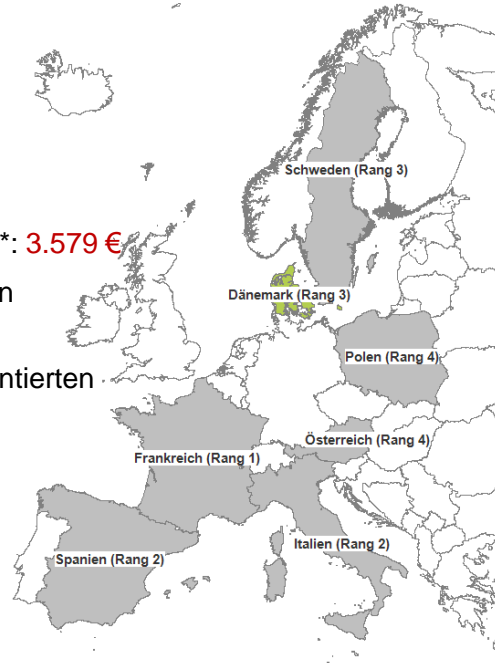 Schweden (Rang 3)
*: 3.579 €
n
Dänemark (Rang 3)
Polen (Rang 4)
ntierten
Österreich (Rang 4)
Frankreich (Rang 1)
Italien (Rang 2)
Spanien (Rang 2)